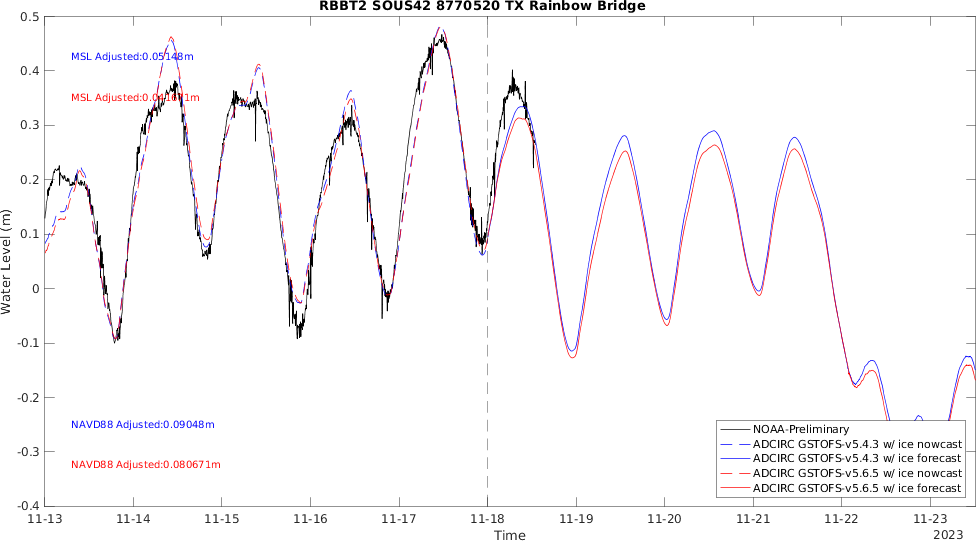 RBBT2 SOUS42 8770520 TX Rainbow Bridge
Water Level (m)
0.5
0.4
0.3
0.2
0.1
0
-0.1
-0.2
-0.3
-0.4
MSL Adjusted:0.05148m
MSL
NAVD88 Adjusted:0.09048m
NAVD88 Adjusted:0.080671m
NOAA-Preliminary
ADCIRC GSTOFS-v5.4.3 w/ ice nowcast
ADCIRC GSTOFS-v5.4.3 w/ ice forecast
ADCIRC GSTOFS-v5.6.5 w/ ice nowcast
ADCIRC GSTOFS-v5.6.5 w/ ice forecast
11-13 11-14 11-15 11-16 11-17 11-18 11-19 11-20 11-21 11-22 11-23
Time
2023